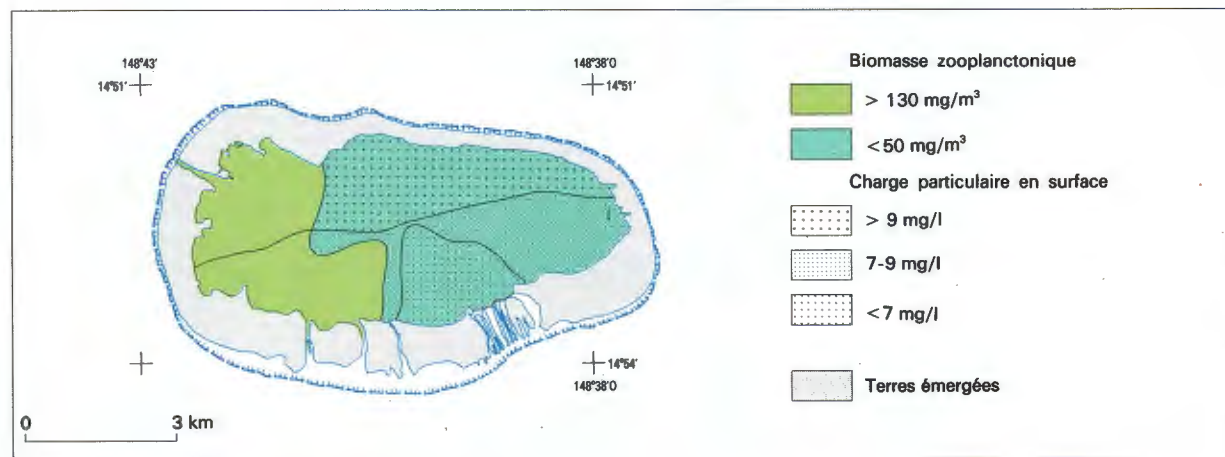 148°43'
14°51'
148°38'0
14°51'
14°54'
148°38'0
0 3 km
Biomasse zooplanctonique
> 130 mg/m³
<50 mg/m³
Charge particulaire en surface
> 9 mg/l
7-9 mg/l
<7 mg/l
Terres émergées